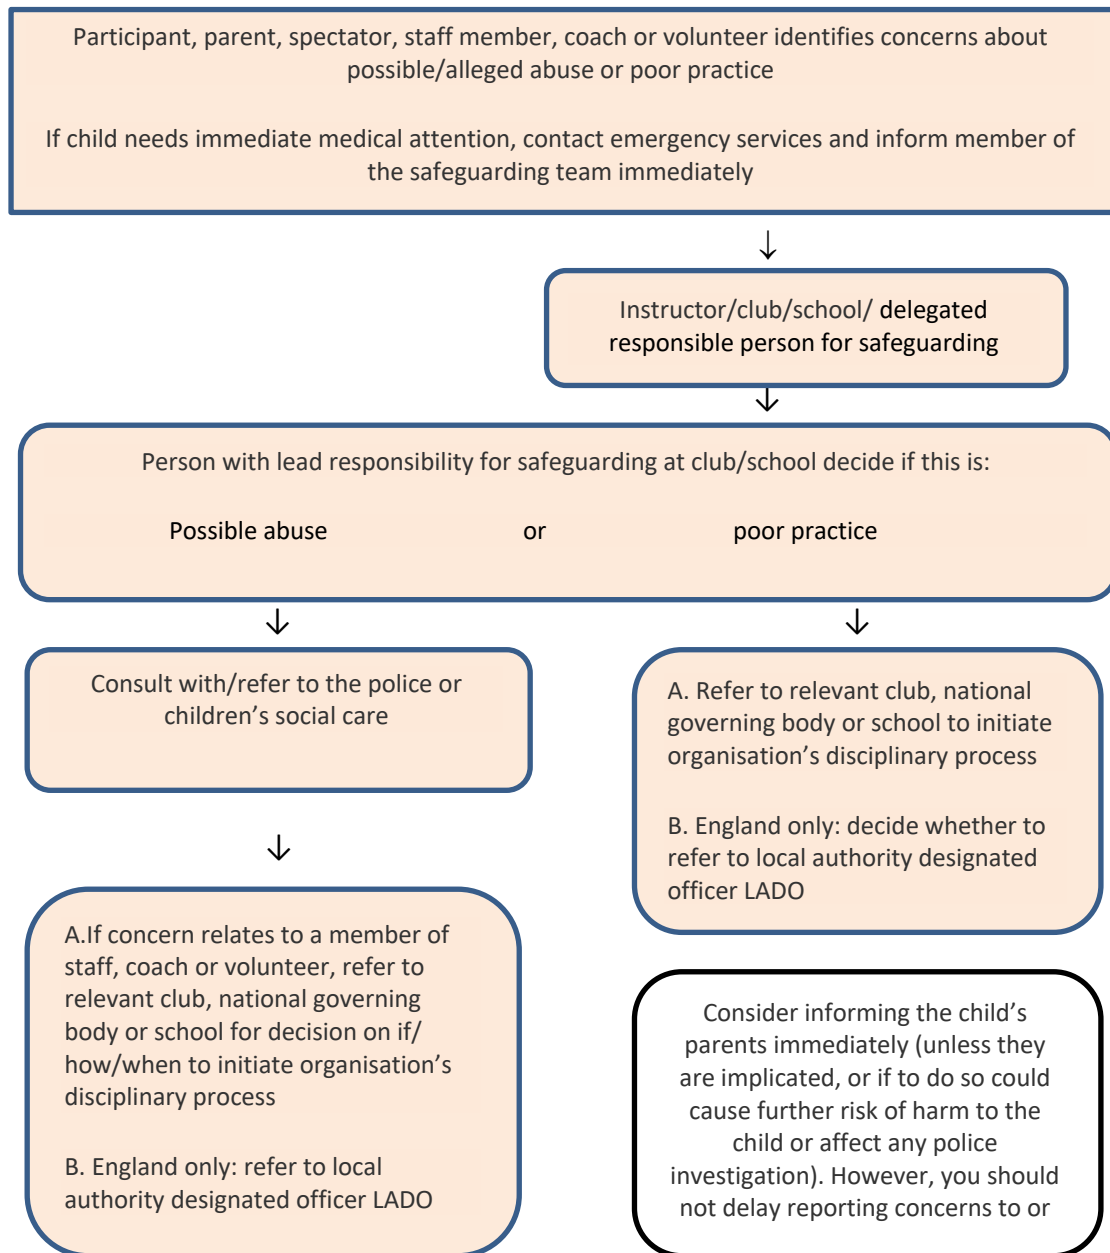 Participant, parent, spectator, staff member, coach or volunteer identifies concerns about
possible/alleged abuse or poor practice
If child needs immediate medical attention, contact emergency services and inform member of
the safeguarding team immediately
↓
Instructor/club/school/ delegated
responsible person for safeguarding
↓
Person with lead responsibility for safeguarding at club/school decide if this is:
Possible abuse or poor practice
↓ ↓
Consult with/refer to the police or
children’s social care
↓
A.If concern relates to a member of
staff, coach or volunteer, refer to
relevant club, national governing
body or school for decision on if/
how/when to initiate organisation’s
disciplinary process
B. England only: refer to local
authority designated officer LADO
A. Refer to relevant club, national
governing body or school to initiate
organisation’s disciplinary process
B. England only: decide whether to
refer to local authority designated
officer LADO
Consider informing the child’s
parents immediately (unless they
are implicated, or if to do so could
cause further risk of harm to the
child or affect any police
investigation). However, you should
not delay reporting concerns to or